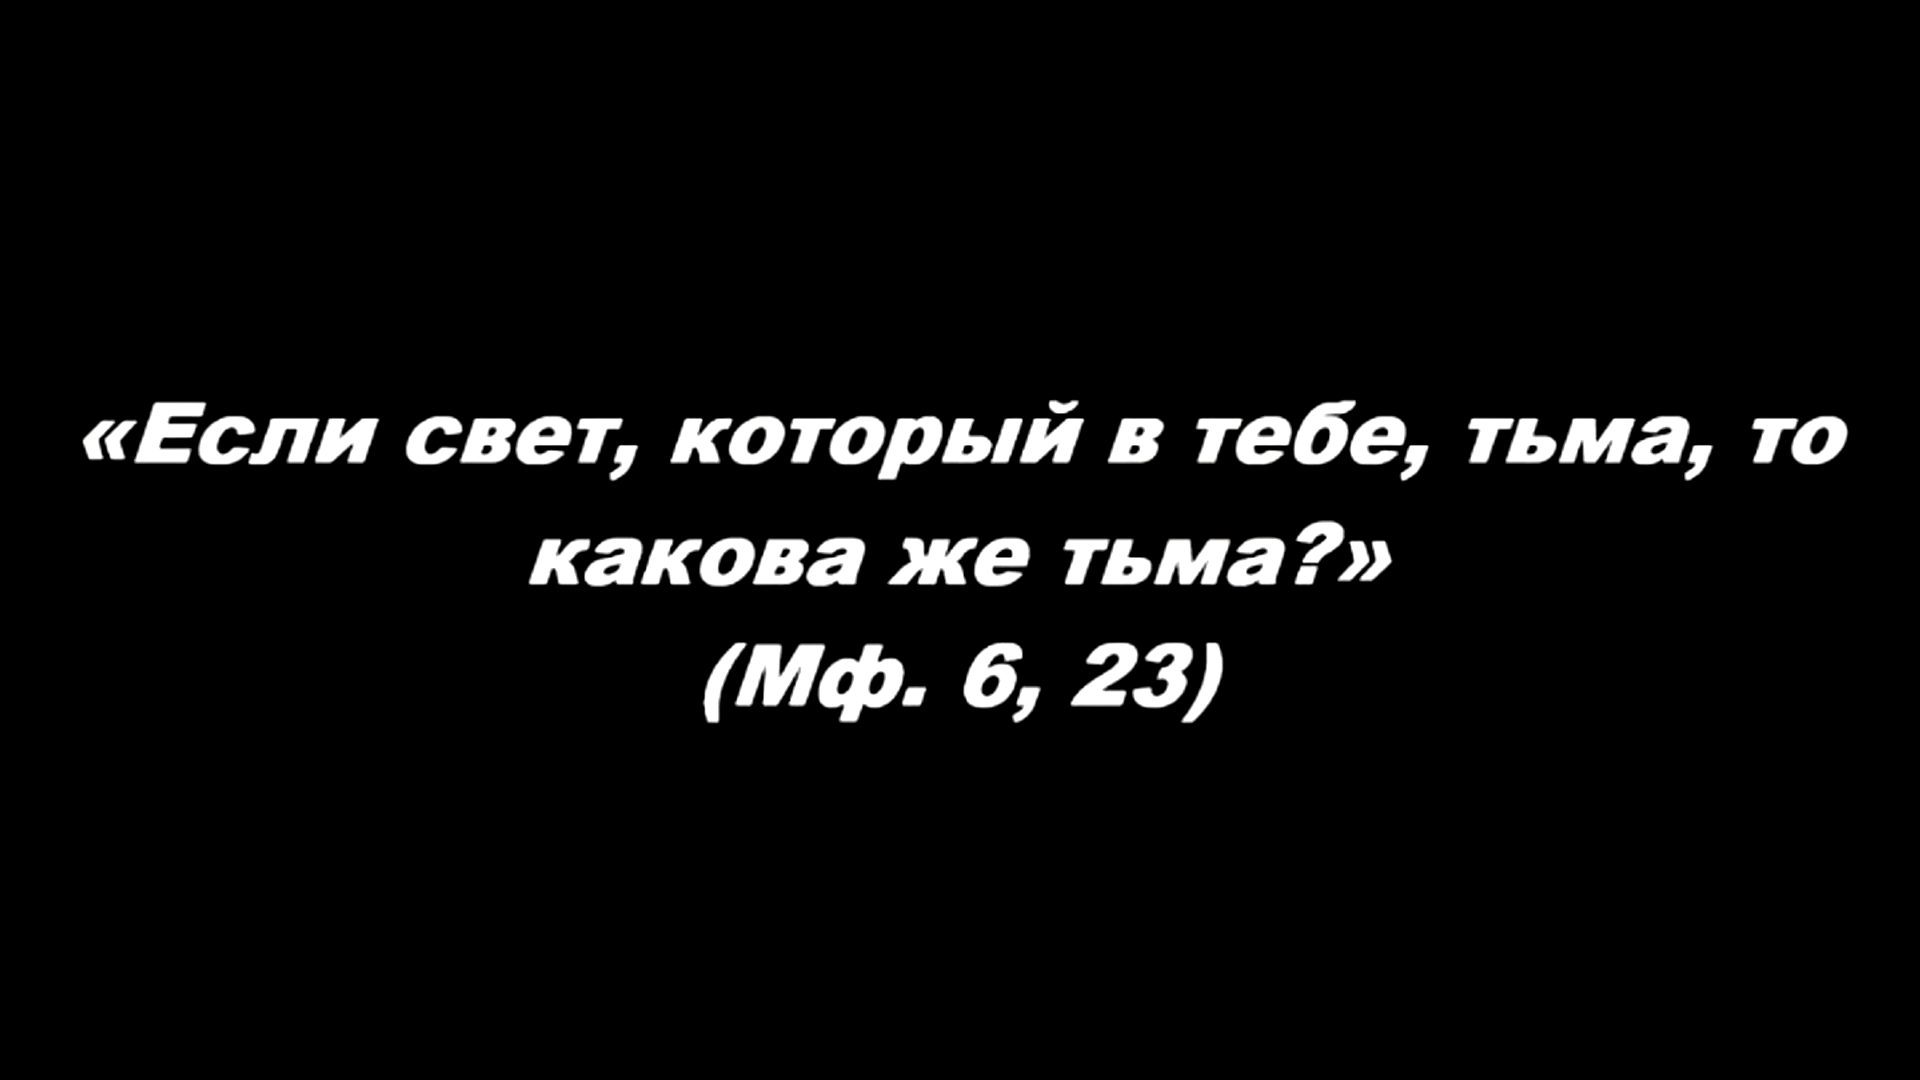 «Если свет, который в тебе, тьма, то
какова же тьма?»
(Мф. 6, 23)